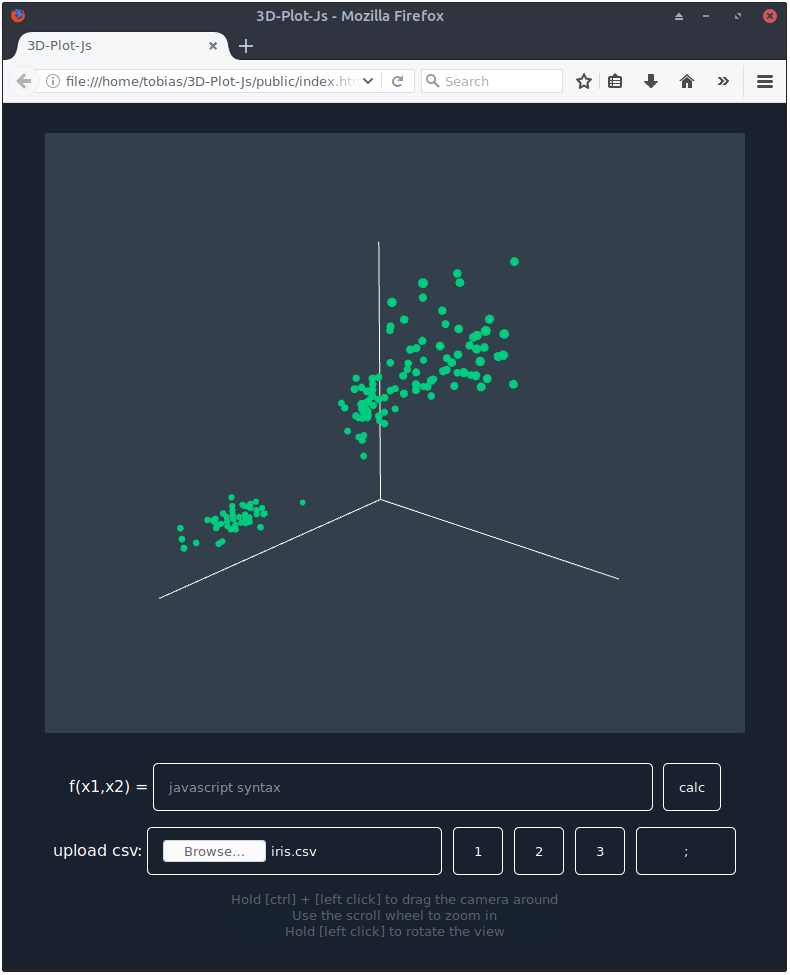 3D-Plot-Js - Mozilla Firefox
3D-Plot-Js
file:///home/tobias/3D-Plot-Js/public/index.htm
Search
f(x1,x2) =
javascript syntax
calc
upload csv:
Browse...
iris.csv
1
2
3
;
Hold [ctrl] + [left click] to drag the camera around
Use the scroll wheel to zoom in
Hold [left click] to rotate the view